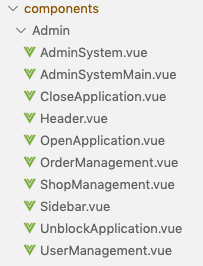 components
Admin
AdminSystem.vue
AdminSystemMain.vue
CloseApplication.vue
Header.vue
OpenApplication.vue
OrderManagement.vue
ShopManagement.vue
Sidebar.vue
UnblockApplication.vue
UserManagement.vue